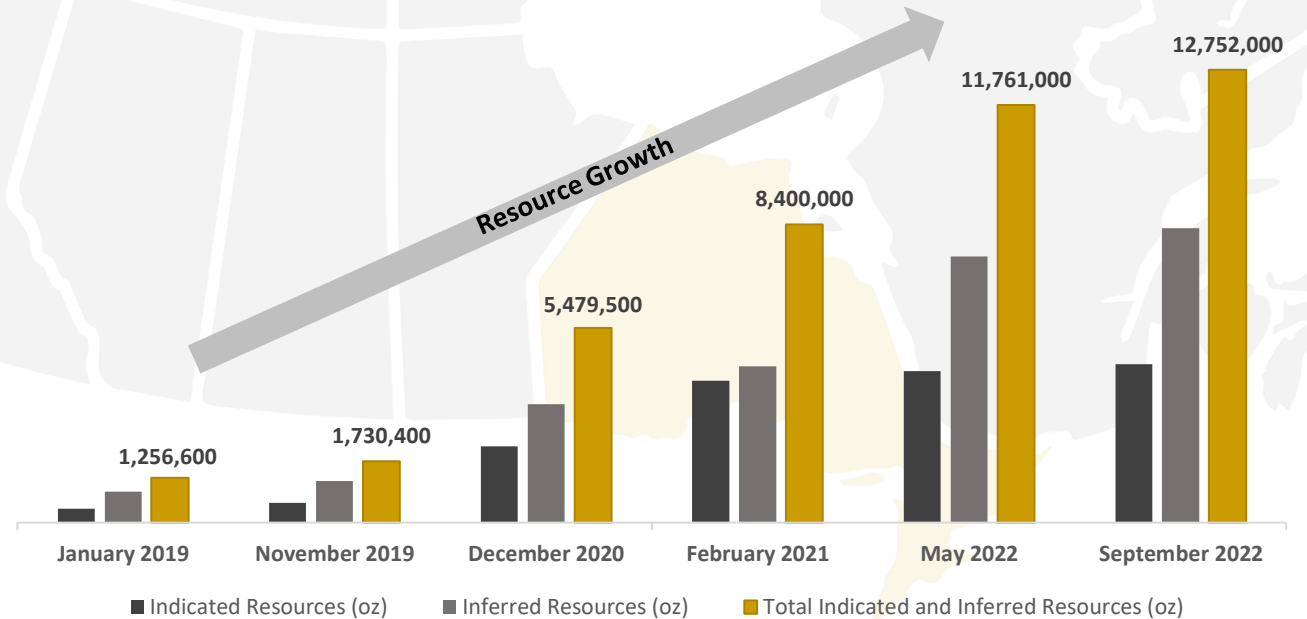 Resource Growth
1,256,600
1,730,400
5,479,500
8,400,000
11,761,000
12,752,000
January 2019
November 2019
December 2020
February 2021
May 2022
September 2022
Indicated Resources (oz)
Inferred Resources (oz)
Total Indicated and Inferred Resources (oz)